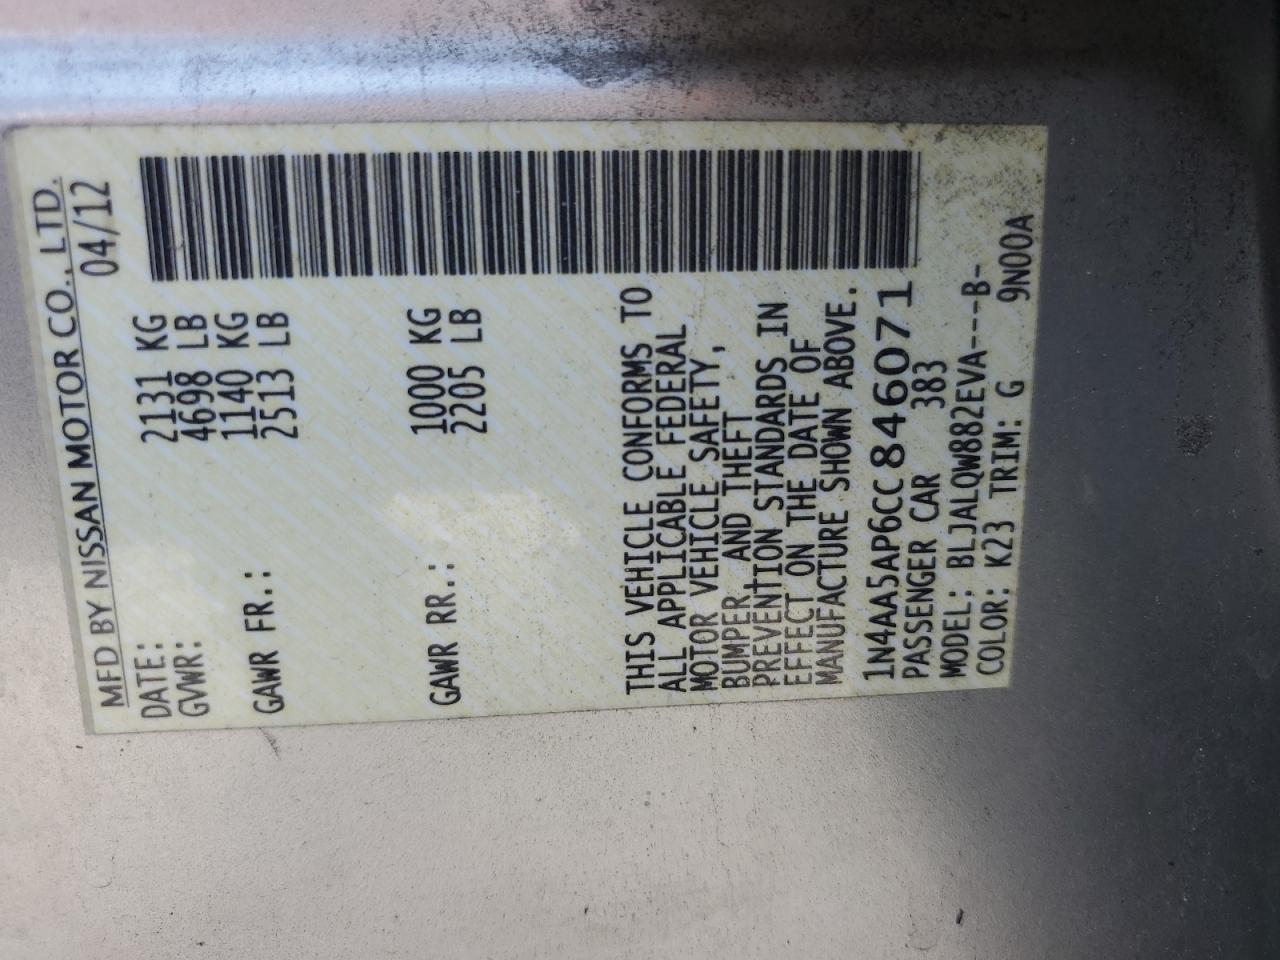 MFD BY NISSAN MOTOR CO., LTD.
DATE: 04/12
GVWR: 2131 KG
4698 LB
GAWR FR.: 1140 KG
2513 LB
GAWR RR.: 1000 KG
2205 LB
THIS VEHICLE CONFORMS TO
ALL APPLICABLE FEDERAL
MOTOR VEHICLE SAFETY,
BUMPER AND THEFT
PREVENTION STANDARDS IN
EFFECT ON THE DATE OF
MANUFACTURE SHOWN ABOVE.
1N4AA5AP6CC846071
PASSENGER CAR 383
MODEL: BLJALQW882EVA---B-
COLOR: K23 TRIM: G 9N00A